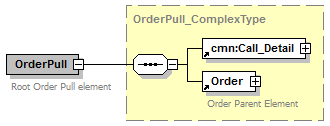 OrderPull_ComplexType
cmn:Call_Detail
OrderPull
Root Order Pull element
Order
Order Parent Element